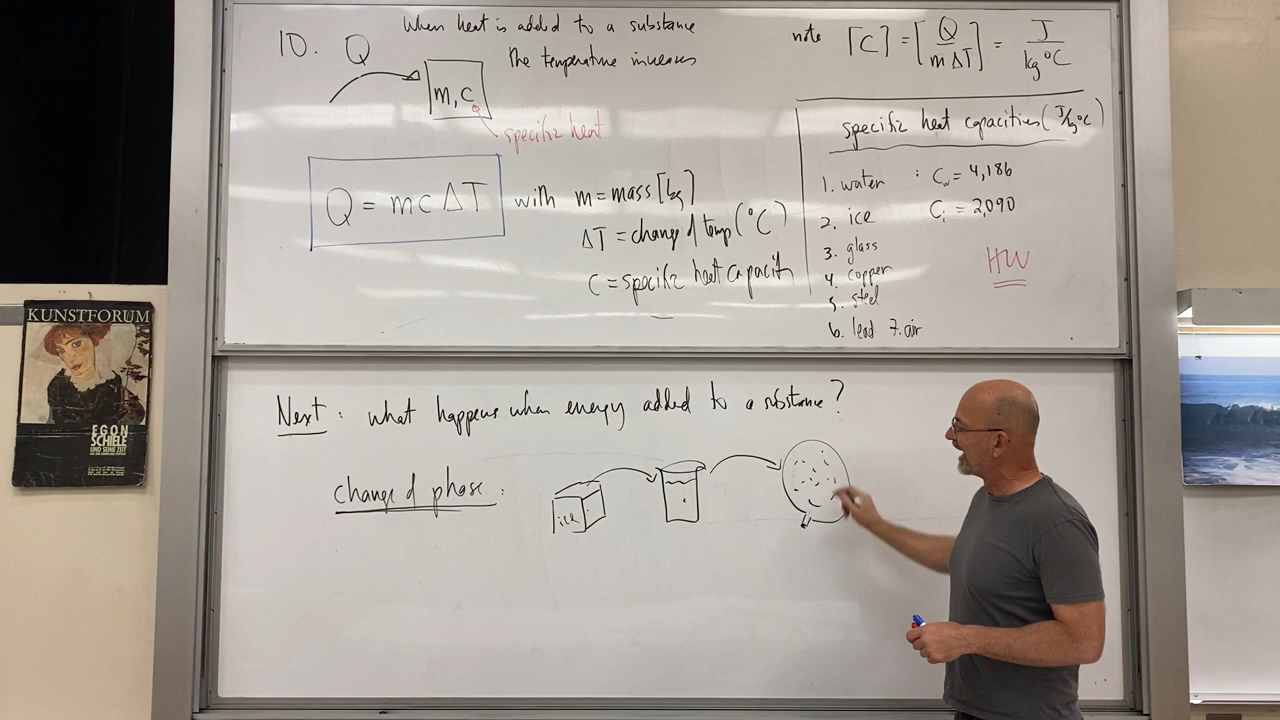 10. Q
When heat is added to a substance
the temperature increases
m, c
specific heat
Q = mcΔT
with m = mass [kg]
ΔT = change of temp (°C)
C = specific heat capacity
note [C] = [Q / mΔT] = J / kg °C
specific heat capacities (J/kg°C)
1. water : Cw = 4,186
2. ice Ci = 2,090
3. glass
4. copper
5. steel
6. lead 7. air
HW
Next : what happens when energy added to a substance?
Change of phase :
ice
KUNSTFORUM
EGON
SCHIELE
UND SEINE ZEIT